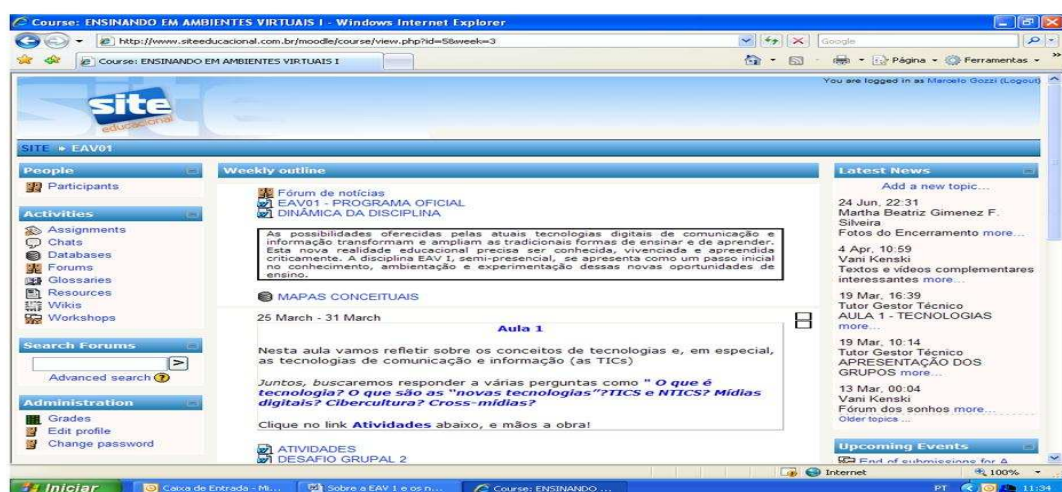 Course: ENSINANDO EM AMBIENTES VIRTUAIS I - Windows Internet Explorer
http://www.siteeducacional.com.br/moodle/course/view.php?id=5&week=3
Google
Course: ENSINANDO EM AMBIENTES VIRTUAIS I
Página
Ferramentas
You are logged in as Marcelo Gozzi (Logout)
site
educacional
SITE » EAV01
People
Participants
Activities
Assignments
Chats
Databases
Forums
Glossaries
Resources
Wikis
Workshops
Search Forums
>
Advanced search ?
Administration
Grades
Edit profile
Change password
Weekly outline
Fórum de notícias
EAV01 - PROGRAMA OFICIAL
DINÂMICA DA DISCIPLINA
As possibilidades oferecidas pelas atuais tecnologias digitais de comunicação e
informação transformam e ampliam as tradicionais formas de ensinar e de aprender.
Esta nova realidade educacional precisa ser conhecida, vivenciada e apreendida
criticamente. A disciplina EAV I, semi-presencial, se apresenta como um passo inicial
no conhecimento, ambientação e experimentação dessas novas oportunidades de
ensino.
MAPAS CONCEITUAIS
25 March - 31 March
Aula 1
Nesta aula vamos refletir sobre os conceitos de tecnologias e, em especial,
as tecnologias de comunicação e informação (as TICs)
Juntos, buscaremos responder a várias perguntas como " O que é
tecnologia? O que são as "novas tecnologias"?TICS e NTICS? Mídias
digitais? Cibercultura? Cross-mídias?
Clique no link Atividades abaixo, e mãos a obra!
ATIVIDADES
DESAFIO GRUPAL 2
Latest News
Add a new topic...
24 Jun, 22:31
Martha Beatriz Gimenez F.
Silveira
Fotos do Encerramento more...
4 Apr, 10:59
Vani Kenski
Textos e vídeos complementares
interessantes more...
19 Mar, 16:39
Tutor Gestor Técnico
AULA 1 - TECNOLOGIAS
more...
19 Mar, 10:14
Tutor Gestor Técnico
APRESENTAÇÃO DOS
GRUPOS more...
13 Mar, 00:04
Vani Kenski
Fórum dos sonhos more...
Older topics ...
Upcoming Events
End of submissions for A
Internet
100%
Iniciar
Caixa de Entrada - Mi...
Sobre a EAV 1 e os n...
Course: ENSINANDO ...
PT
11:34